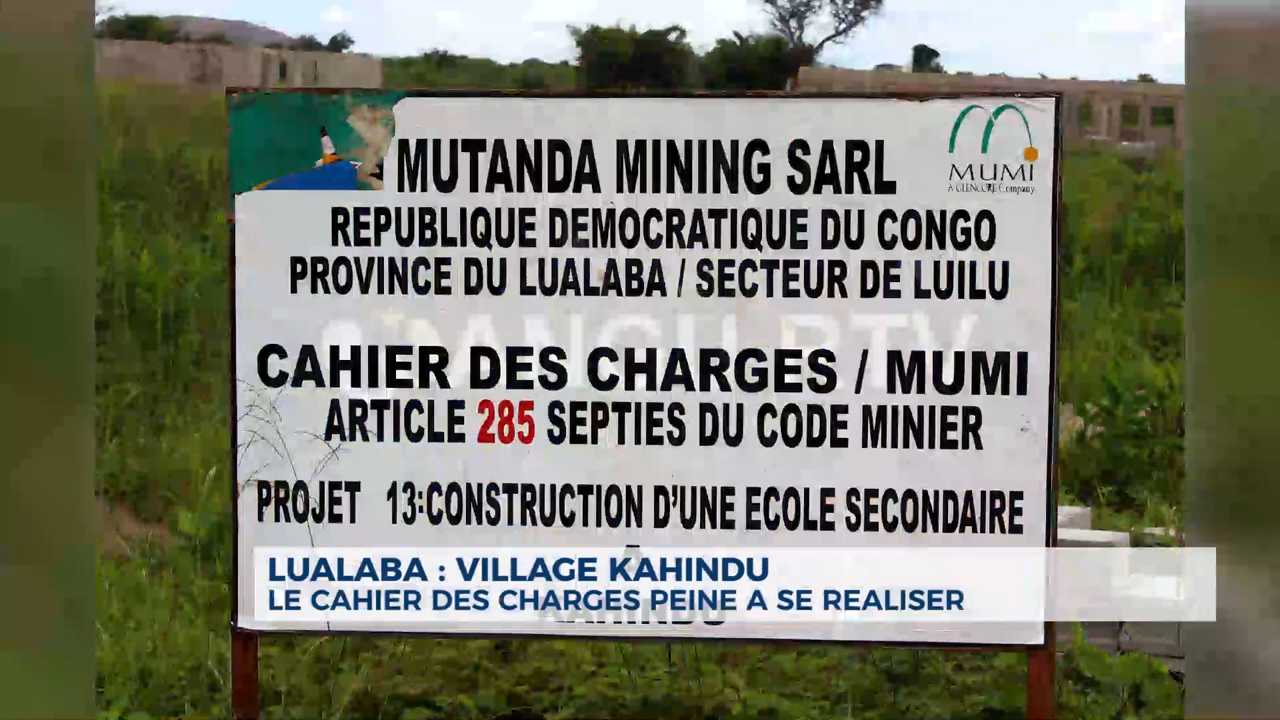 MUTANDA MINING SARL
MUMI
A GLENCORE Company
REPUBLIQUE DEMOCRATIQUE DU CONGO
PROVINCE DU LUALABA / SECTEUR DE LUILU
CAHIER DES CHARGES / MUMI
ARTICLE 285 SEPTIES DU CODE MINIER
PROJET 13:CONSTRUCTION D'UNE ECOLE SECONDAIRE
A
KAHINDU
LUALABA : VILLAGE KAHINDU
LE CAHIER DES CHARGES PEINE A SE REALISER